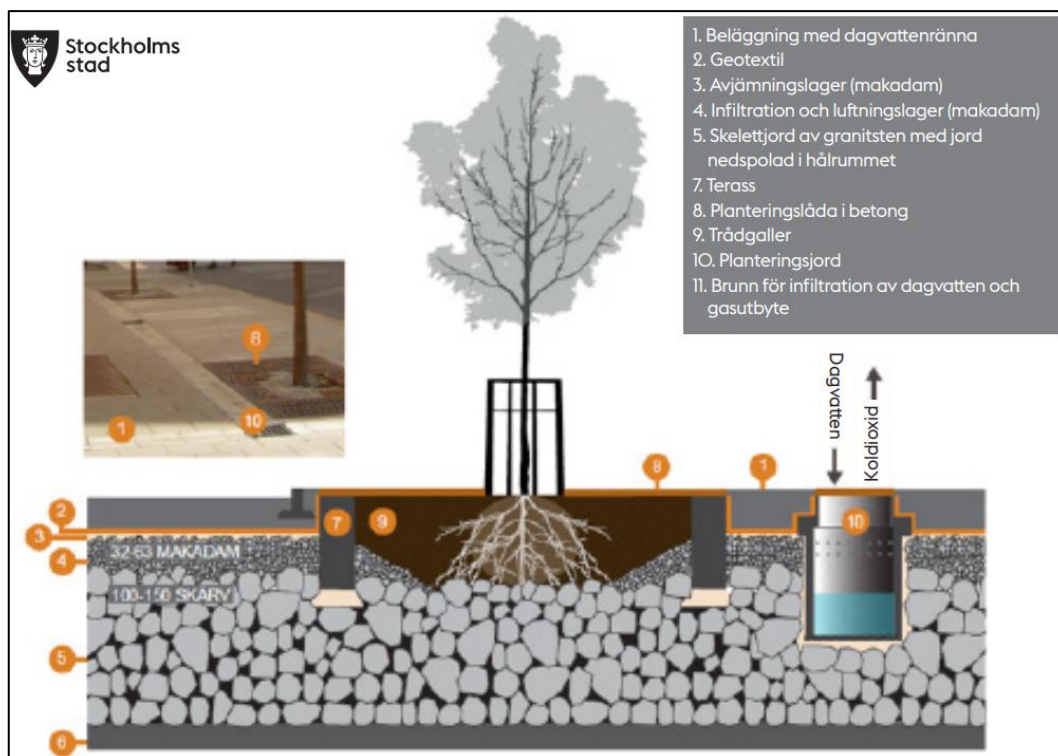 Stockholms
stad
1. Beläggning med dagvattenränna
2. Geotextil
3. Avjämningslager (makadam)
4. Infiltration och luftningslager (makadam)
5. Skelettjord av granitsten med jord
nedspolad i hålrummet
7. Terass
8. Planteringslåda i betong
9. Trådgaller
10. Planteringsjord
11. Brunn för infiltration av dagvatten och
gasutbyte
8
10
1
Dagvatten
Koldioxid
8
1
2
7
9
10
3
32-63 MAKADAM
4
100-150 SKÄRV
5
6